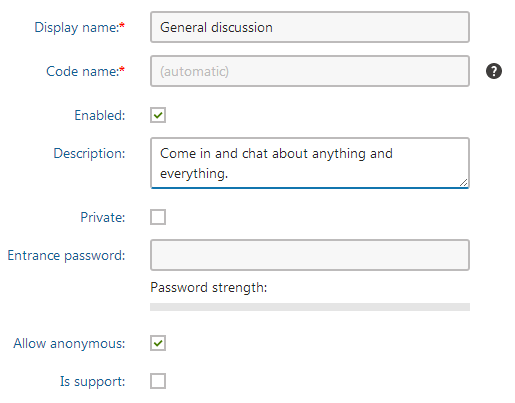 Display name:* General discussion
Code name:* (automatic) ?
Enabled:
Description: Come in and chat about anything and
everything.
Private:
Entrance password:
Password strength:
Allow anonymous:
Is support: